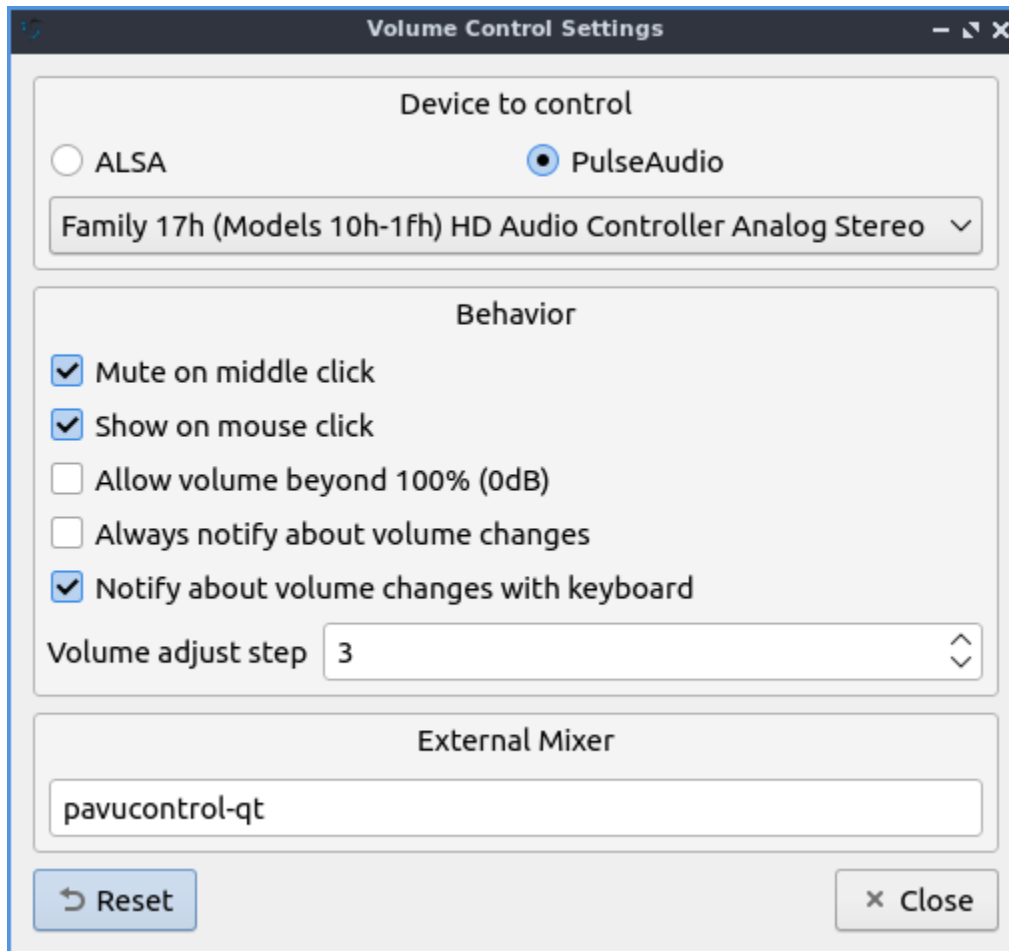 Volume Control Settings
Device to control
ALSA
PulseAudio
Family 17h (Models 10h-1fh) HD Audio Controller Analog Stereo
Behavior
Mute on middle click
Show on mouse click
Allow volume beyond 100% (0dB)
Always notify about volume changes
Notify about volume changes with keyboard
Volume adjust step 3
External Mixer
pavucontrol-qt
Reset
Close